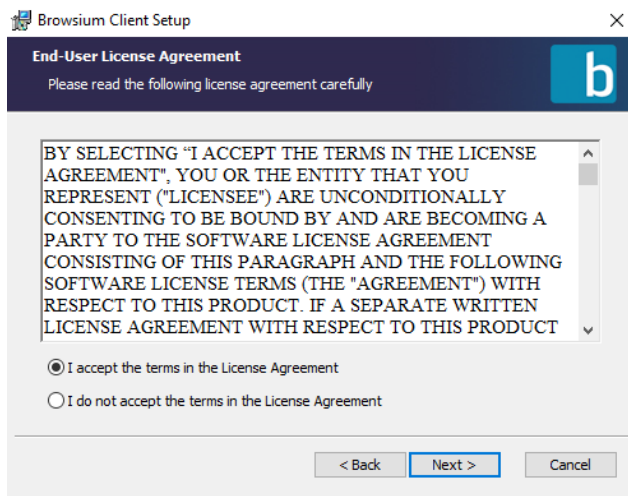 Browsium Client Setup
End-User License Agreement
Please read the following license agreement carefully
b
BY SELECTING “I ACCEPT THE TERMS IN THE LICENSE
AGREEMENT", YOU OR THE ENTITY THAT YOU
REPRESENT ("LICENSEE") ARE UNCONDITIONALLY
CONSENTING TO BE BOUND BY AND ARE BECOMING A
PARTY TO THE SOFTWARE LICENSE AGREEMENT
CONSISTING OF THIS PARAGRAPH AND THE FOLLOWING
SOFTWARE LICENSE TERMS (THE "AGREEMENT") WITH
RESPECT TO THIS PRODUCT. IF A SEPARATE WRITTEN
LICENSE AGREEMENT WITH RESPECT TO THIS PRODUCT
I accept the terms in the License Agreement
I do not accept the terms in the License Agreement
< Back Next > Cancel